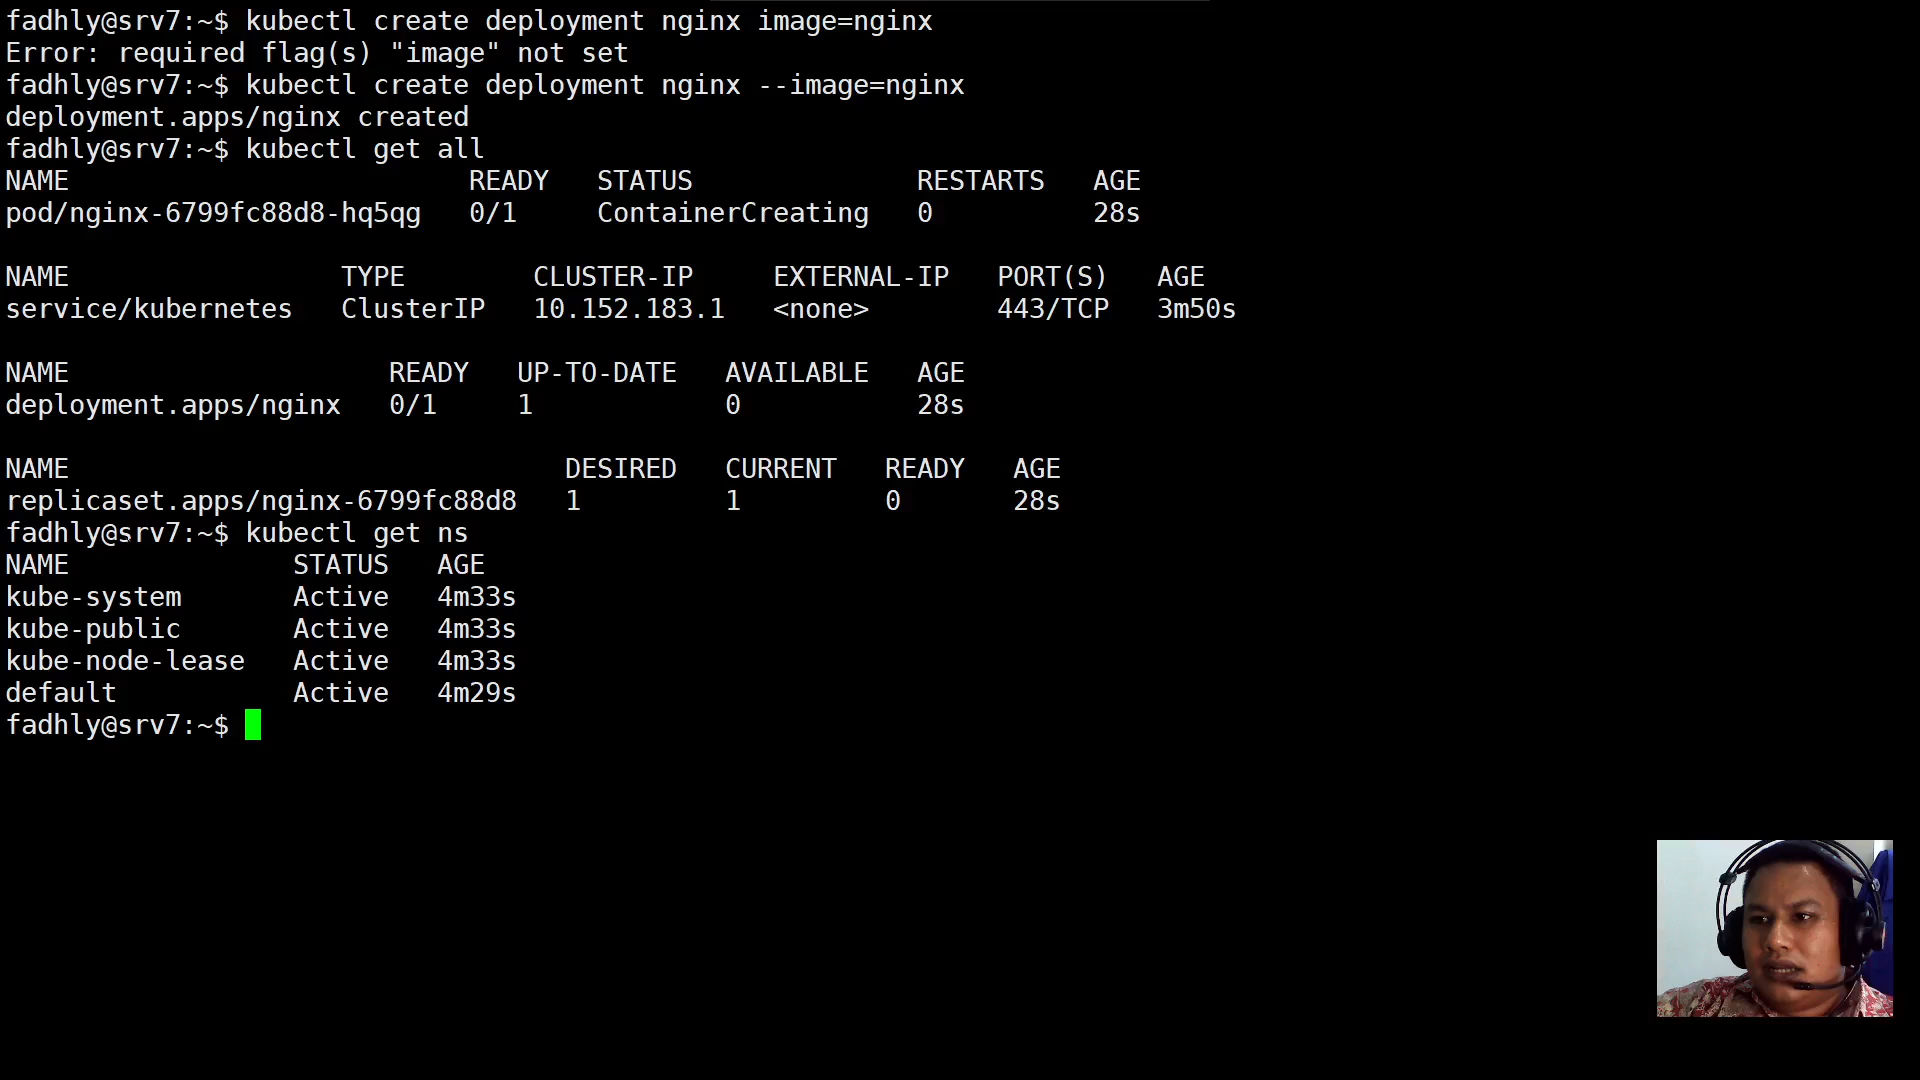 fadhly@srv7:~$ kubectl create deployment nginx image=nginx
Error: required flag(s) "image" not set
fadhly@srv7:~$ kubectl create deployment nginx --image=nginx
deployment.apps/nginx created
fadhly@srv7:~$ kubectl get all
NAME                         READY   STATUS              RESTARTS   AGE
pod/nginx-6799fc88d8-hq5qg   0/1     ContainerCreating   0          28s

NAME                 TYPE        CLUSTER-IP     EXTERNAL-IP   PORT(S)   AGE
service/kubernetes   ClusterIP   10.152.183.1   <none>        443/TCP   3m50s

NAME                    READY   UP-TO-DATE   AVAILABLE   AGE
deployment.apps/nginx   0/1     1            0           28s

NAME                               DESIRED   CURRENT   READY   AGE
replicaset.apps/nginx-6799fc88d8   1         1         0       28s
fadhly@srv7:~$ kubectl get ns
NAME              STATUS   AGE
kube-system       Active   4m33s
kube-public       Active   4m33s
kube-node-lease   Active   4m33s
default           Active   4m29s
fadhly@srv7:~$